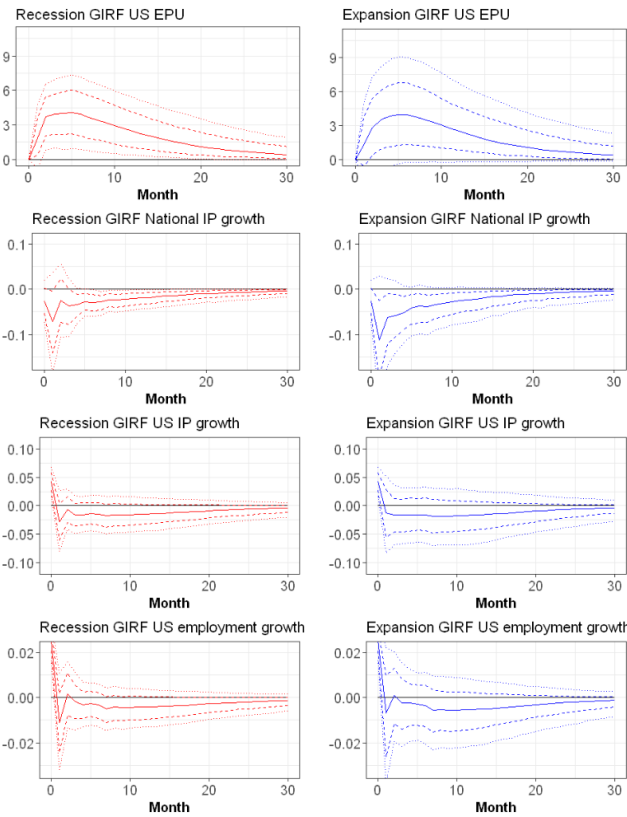 Recession GIRF US EPU
Expansion GIRF US EPU
9
6
3
0
9
6
3
0
0 10 20 30
0 10 20 30
Month
Month
Recession GIRF National IP growth
Expansion GIRF National IP growth
0.1
0.0
-0.1
0.1
0.0
-0.1
0 10 20 30
0 10 20 30
Month
Month
Recession GIRF US IP growth
Expansion GIRF US IP growth
0.10
0.05
0.00
-0.05
-0.10
0.10
0.05
0.00
-0.05
-0.10
0 10 20 30
0 10 20 30
Month
Month
Recession GIRF US employment growth
Expansion GIRF US employment growth
0.02
0.00
-0.02
0.02
0.00
-0.02
0 10 20 30
0 10 20 30
Month
Month